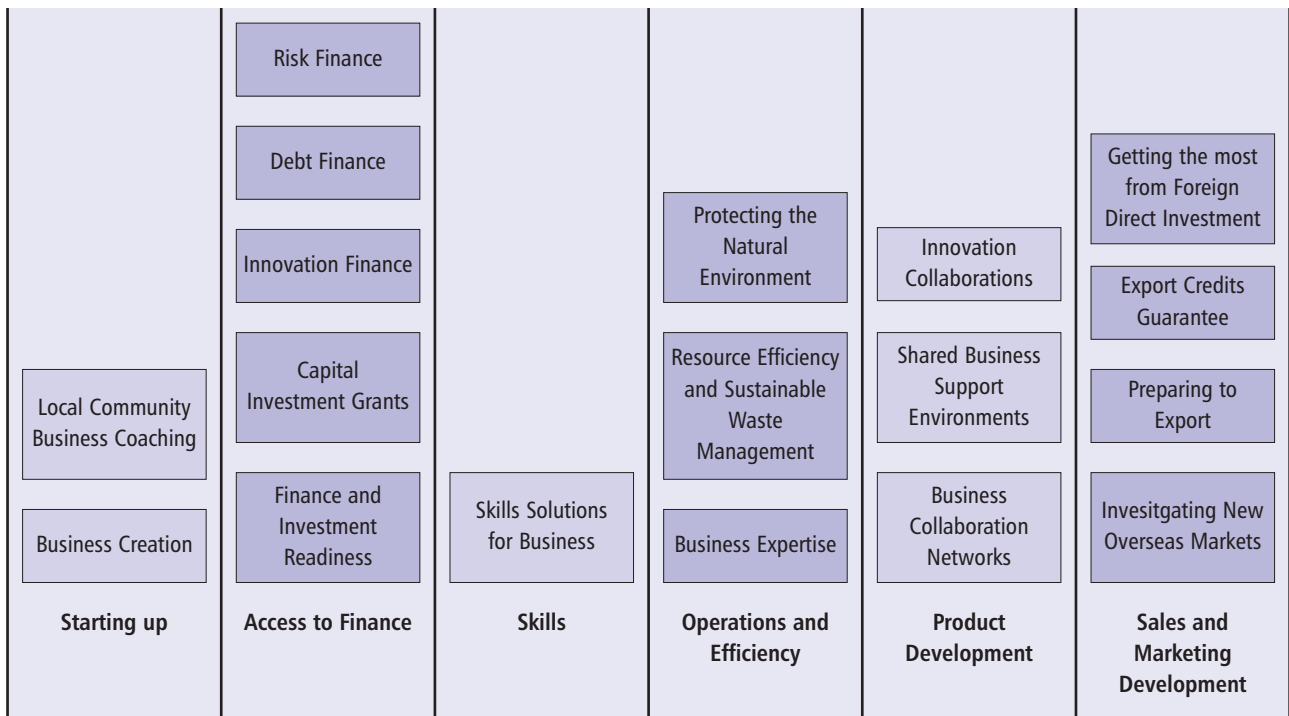 Risk Finance
Debt Finance
Innovation Finance
Capital
Investment Grants
Finance and
Investment
Readiness
Local Community
Business Coaching
Business Creation
Skills Solutions
for Business
Protecting the
Natural
Environment
Resource Efficiency
and Sustainable
Waste
Management
Business Expertise
Innovation
Collaborations
Shared Business
Support
Environments
Business
Collaboration
Networks
Getting the most
from Foreign
Direct Investment
Export Credits
Guarantee
Preparing to
Export
Invesitgating New
Overseas Markets
Starting up
Access to Finance
Skills
Operations and
Efficiency
Product
Development
Sales and
Marketing
Development